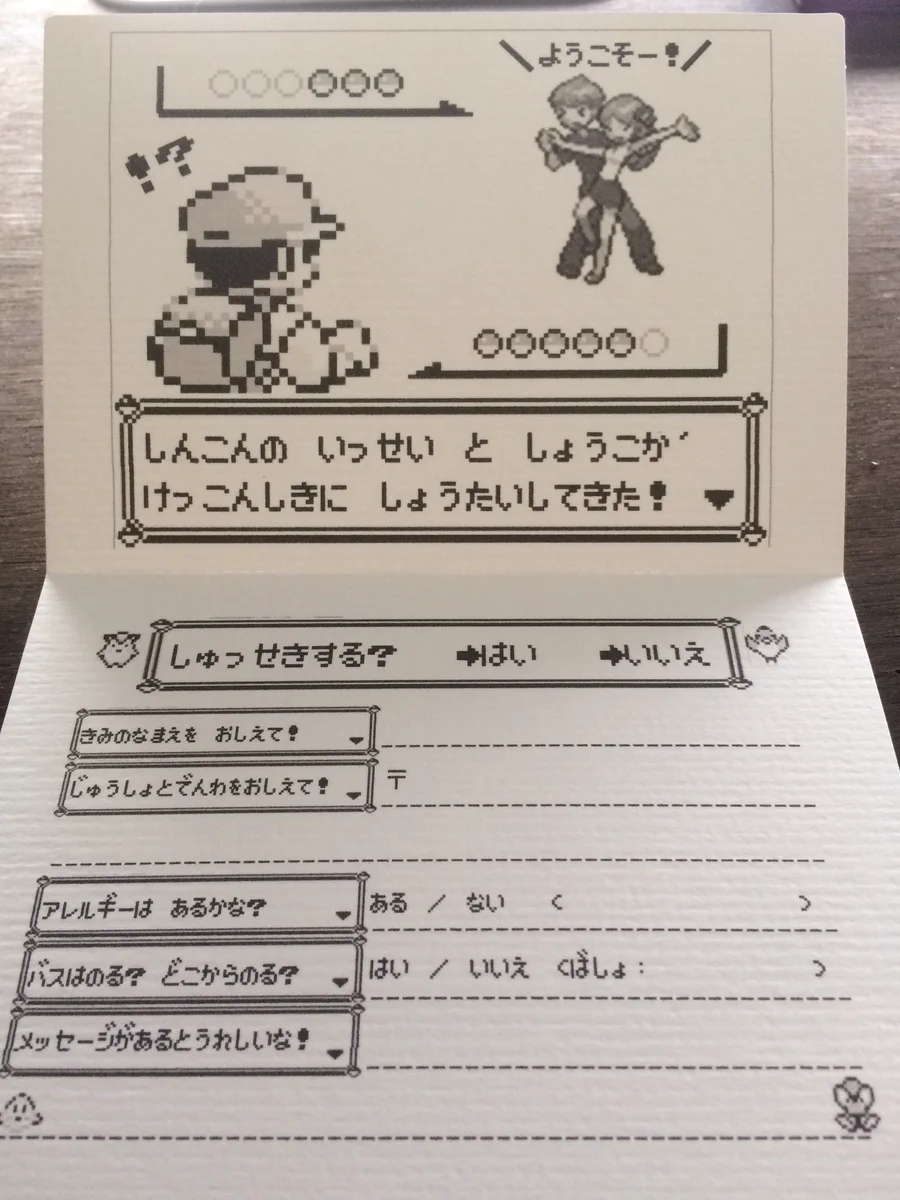 \ようこそー!/
!?
しんこんの いっせい と しょうこが
けっこんしきに しょうたいしてきた! ▼
しゅっせきする? ➡はい ➡いいえ
きみのなまえを おしえて! ▼
じゅうしょとでんわをおしえて! ▼ 〒
アレルギーは あるかな? ▼ ある / ない ( )
バスはのる? どこからのる? ▼ はい / いいえ (ばしょ: )
メッセージがあるとうれしいな! ▼